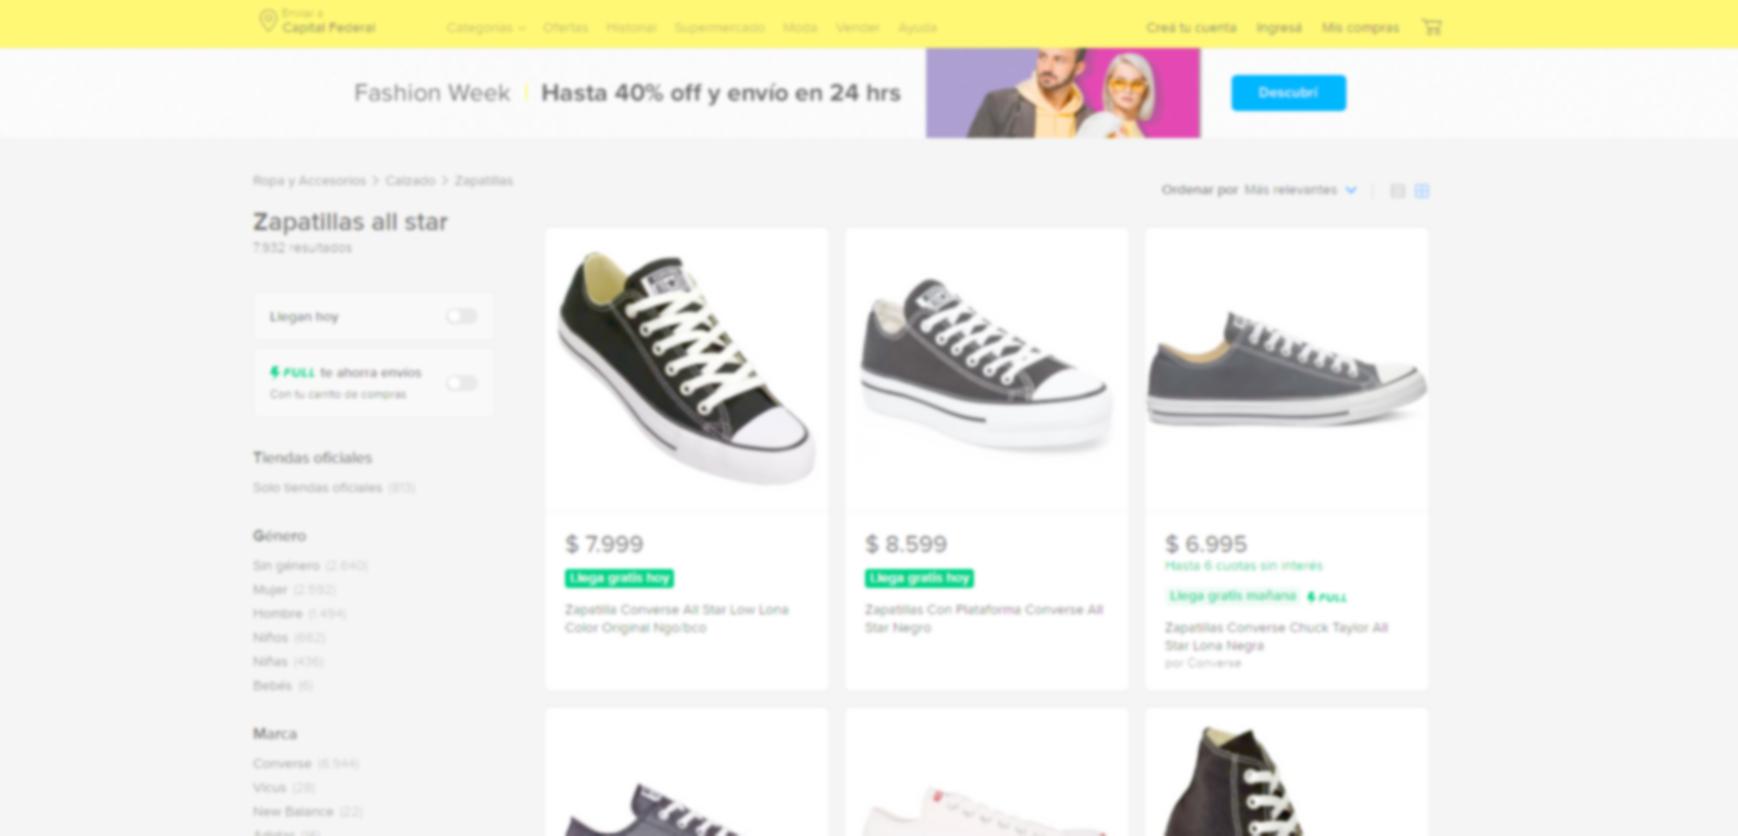 Enviar a
Capital Federal
Categorías Ofertas Historial Supermercado Moda Vender Ayuda
Creá tu cuenta Ingresá Mis compras
Fashion Week | Hasta 40% off y envío en 24 hrs
Descubrí
Ropa y Accesorios > Calzado > Zapatillas
Ordenar por Más relevantes
Zapatillas all star
7.932 resultados
Llegan hoy
FULL te ahorra envíos
Con tu carrito de compras
Tiendas oficiales
Solo tiendas oficiales (813)
Género
Sin género (2.640)
Mujer (2.592)
Hombre (1.494)
Niños (662)
Niñas (436)
Bebés (6)
Marca
Converse (6.944)
Vicus (28)
New Balance (22)
Adidas
$ 7.999
Llega gratis hoy
Zapatilla Converse All Star Low Lona
Color Original Ngo/bco
$ 8.599
Llega gratis hoy
Zapatillas Con Plataforma Converse All
Star Negro
$ 6.995
Hasta 6 cuotas sin interés
Llega gratis mañana FULL
Zapatillas Converse Chuck Taylor All
Star Lona Negra
por Converse